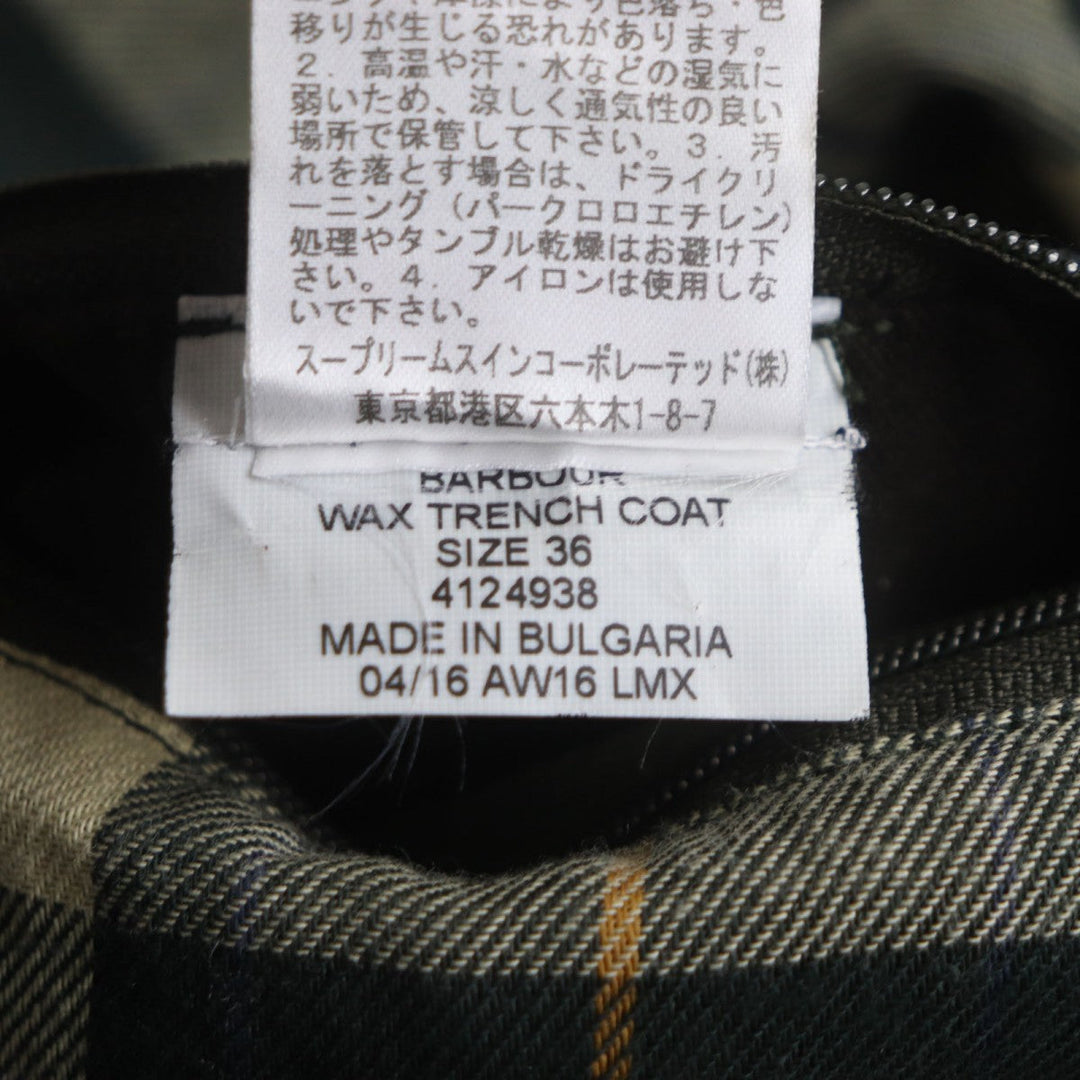 移りが生じる恐れがあります。
2．高温や汗・水などの湿気に
弱いため、涼しく通気性の良い
場所で保管して下さい。3．汚
れを落とす場合は、ドライクリ
ーニング（パークロロエチレン）
処理やタンブル乾燥はお避け下
さい。4．アイロンは使用しな
いで下さい。
スープリームスインコーポレーテッド(株)
東京都港区六本木1-8-7
BARBOUR
WAX TRENCH COAT
SIZE 36
4124938
MADE IN BULGARIA
04/16 AW16 LMX